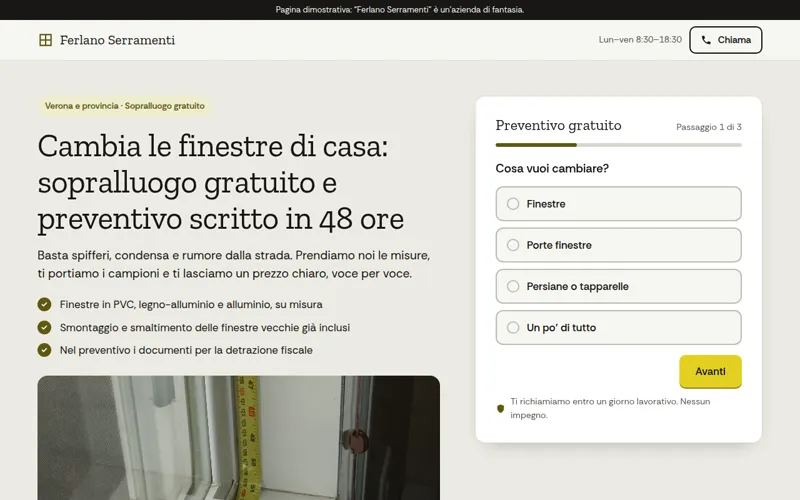 Pagina dimostrativa: "Ferlano Serramenti" è un'azienda di fantasia.
Ferlano Serramenti
Lun–ven 8:30–18:30
Chiama
Verona e provincia · Sopralluogo gratuito
Cambia le finestre di casa:
sopralluogo gratuito e
preventivo scritto in 48 ore
Basta spifferi, condensa e rumore dalla strada. Prendiamo noi le misure,
ti portiamo i campioni e ti lasciamo un prezzo chiaro, voce per voce.
Finestre in PVC, legno-alluminio e alluminio, su misura
Smontaggio e smaltimento delle finestre vecchie già inclusi
Nel preventivo i documenti per la detrazione fiscale
Preventivo gratuito
Passaggio 1 di 3
Cosa vuoi cambiare?
Finestre
Porte finestre
Persiane o tapparelle
Un po' di tutto
Avanti
Ti richiamiamo entro un giorno lavorativo. Nessun
impegno.